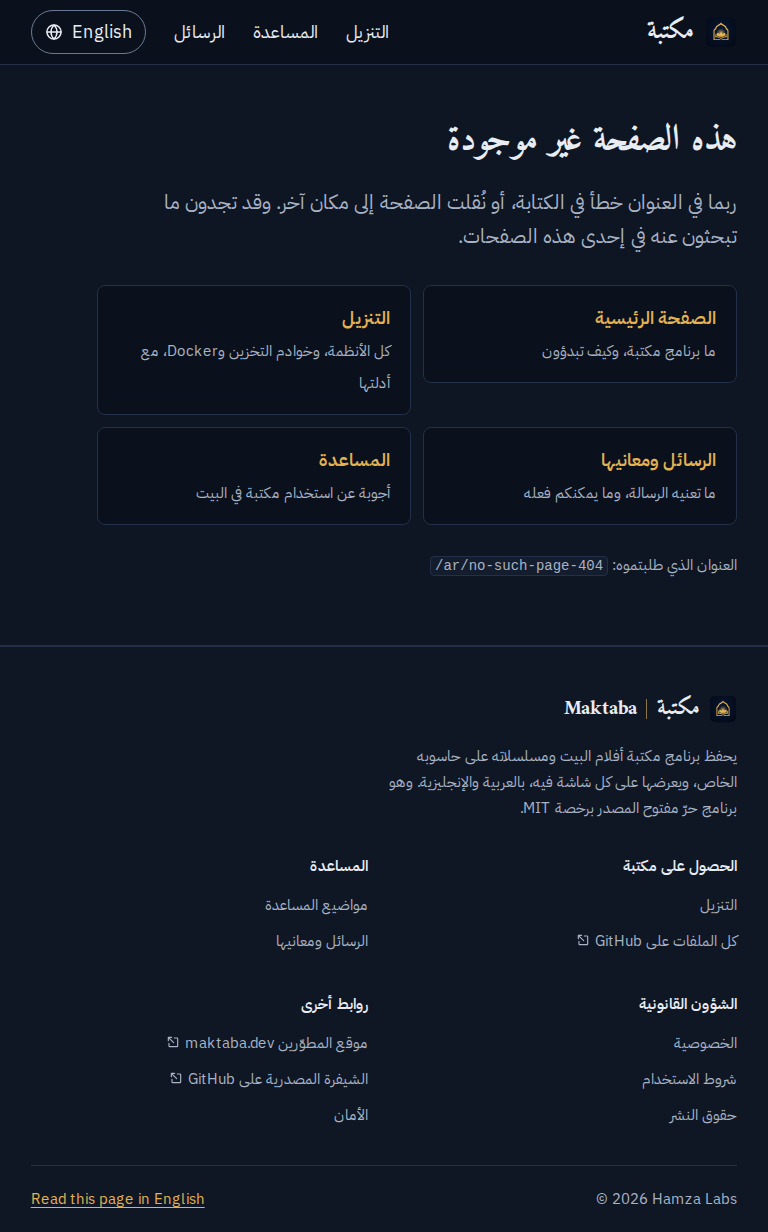 مكتبة
التنزيل
المساعدة
الرسائل
English
هذه الصفحة غير موجودة
ربما في العنوان خطأ في الكتابة، أو نُقلت الصفحة إلى مكان آخر. وقد تجدون ما
تبحثون عنه في إحدى هذه الصفحات.
الصفحة الرئيسية
ما برنامج مكتبة، وكيف تبدؤون
التنزيل
كل الأنظمة، وخوادم التخزين وDocker، مع
أدلتها
الرسائل ومعانيها
ما تعنيه الرسالة، وما يمكنكم فعله
المساعدة
أجوبة عن استخدام مكتبة في البيت
العنوان الذي طلبتموه: /ar/no-such-page-404
مكتبة | Maktaba
يحفظ برنامج مكتبة أفلام البيت ومسلسلاته على حاسوبه
الخاص، ويعرضها على كل شاشة فيه، بالعربية والإنجليزية. وهو
برنامج حرّ مفتوح المصدر برخصة MIT.
الحصول على مكتبة
التنزيل
كل الملفات على GitHub
المساعدة
مواضيع المساعدة
الرسائل ومعانيها
الشؤون القانونية
الخصوصية
شروط الاستخدام
حقوق النشر
روابط أخرى
موقع المطوّرين maktaba.dev
الشيفرة المصدرية على GitHub
الأمان
© 2026 Hamza Labs
Read this page in English